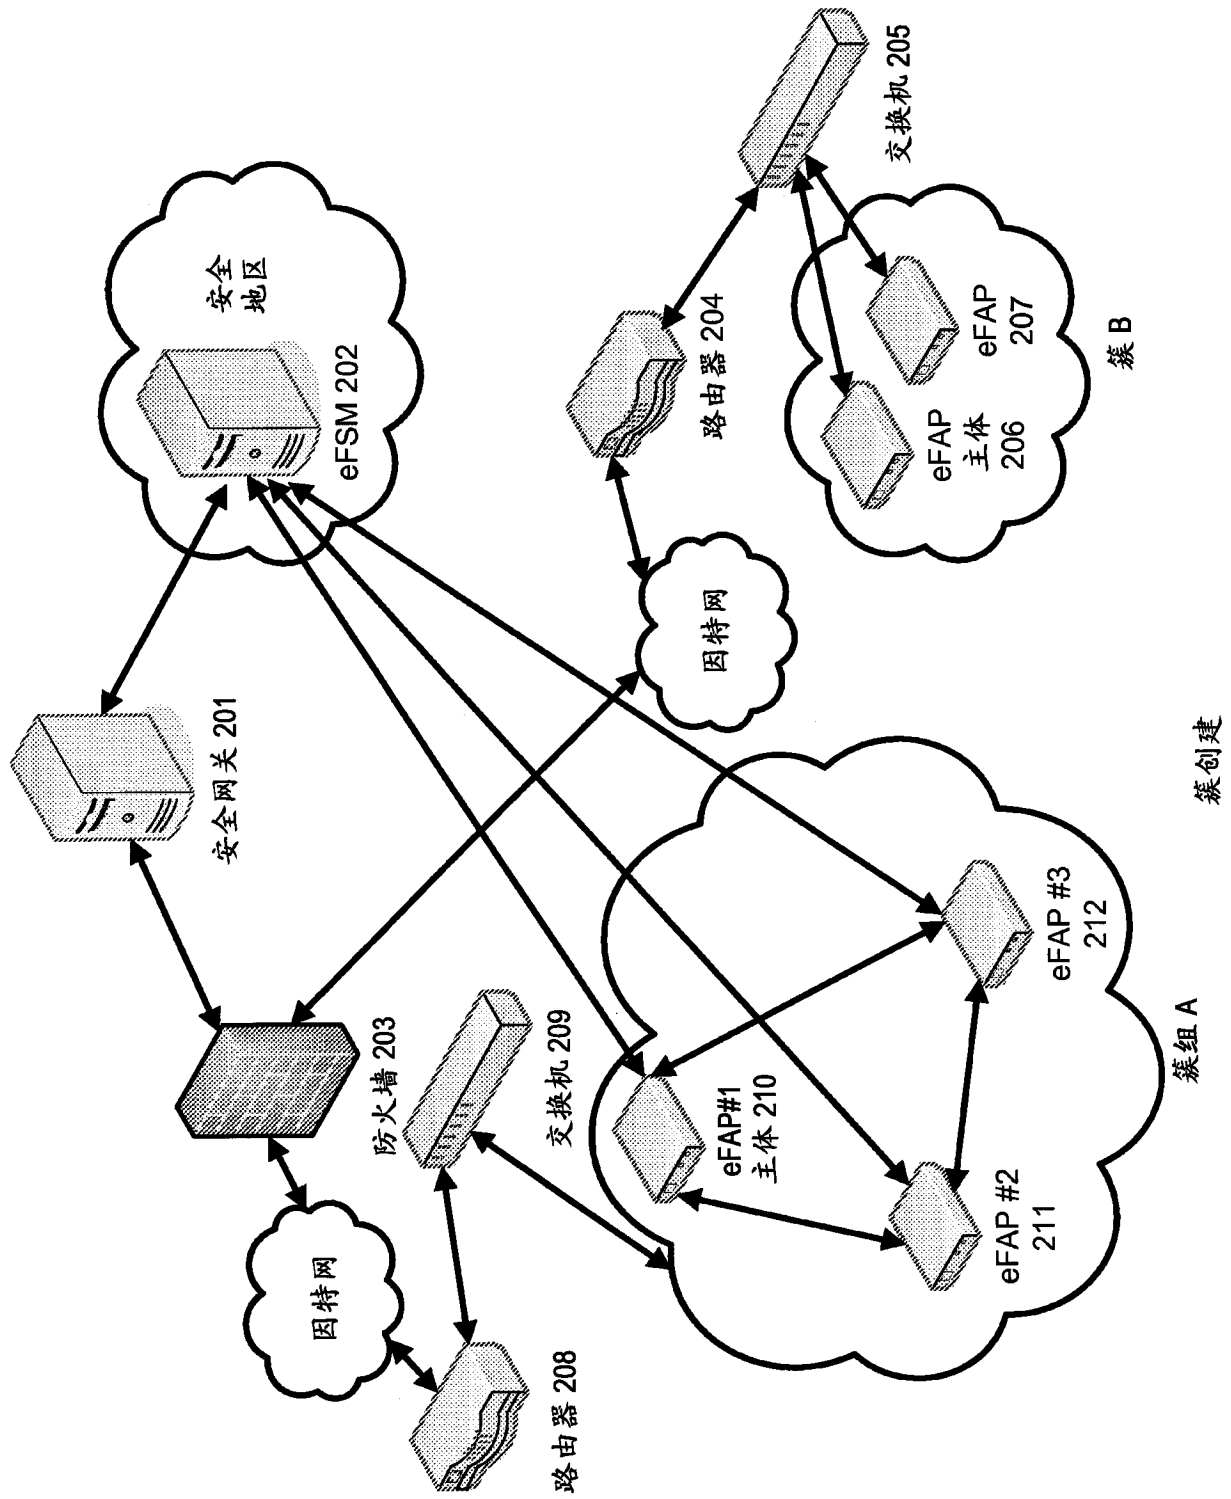 安全
地区
eFSM 202
安全网关 201
防火墙 203
因特网
路由器 208
交换机 209
因特网
路由器 204
交换机 205
eFAP
主体
206
eFAP
207
簇 B
eFAP#1
主体 210
eFAP #2
211
eFAP #3
212
簇组 A
簇创建